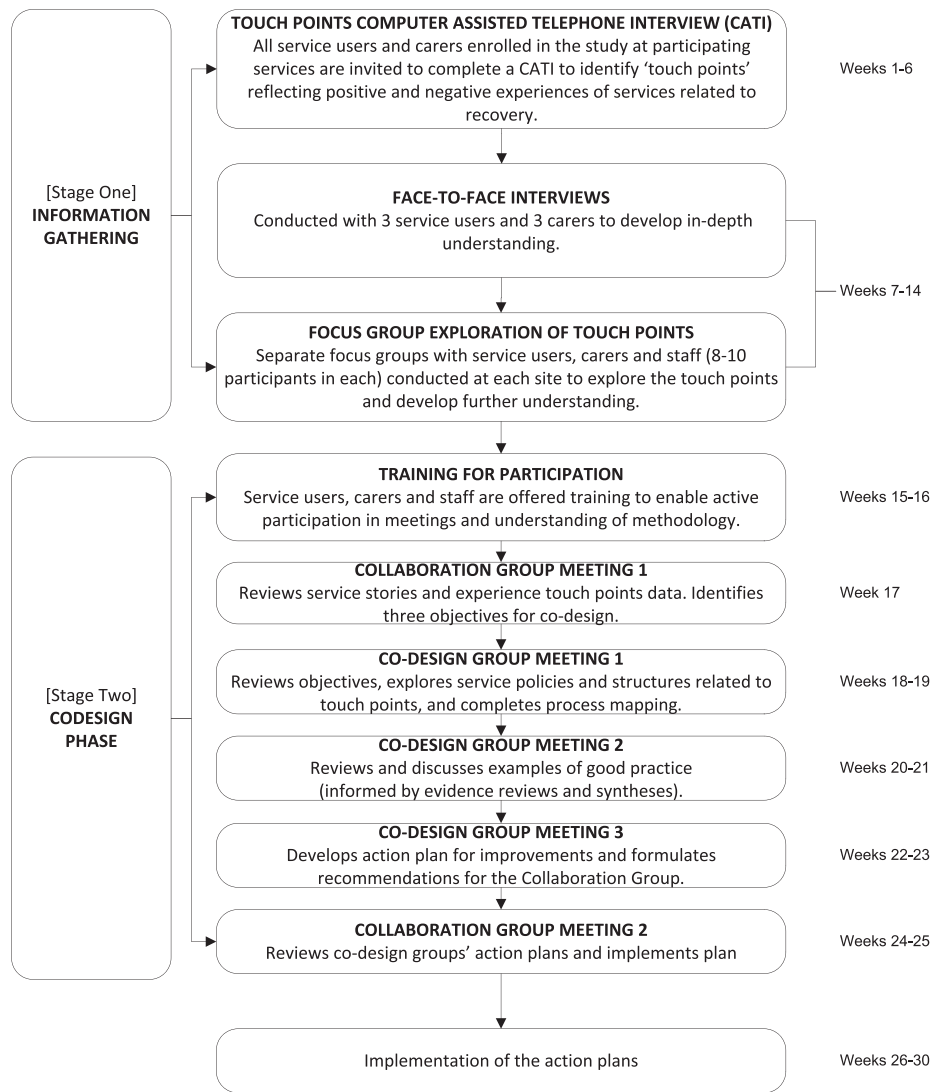 TOUCH POINTS COMPUTER ASSISTED TELEPHONE INTERVIEW (CATI)
All service users and carers enrolled in the study at participating
services are invited to complete a CATI to identify ‘touch points’
reflecting positive and negative experiences of services related to
recovery.
Weeks 1-6
[Stage One]
INFORMATION
GATHERING
FACE-TO-FACE INTERVIEWS
Conducted with 3 service users and 3 carers to develop in-depth
understanding.
Weeks 7-14
FOCUS GROUP EXPLORATION OF TOUCH POINTS
Separate focus groups with service users, carers and staff (8-10
participants in each) conducted at each site to explore the touch points
and develop further understanding.
TRAINING FOR PARTICIPATION
Service users, carers and staff are offered training to enable active
participation in meetings and understanding of methodology.
Weeks 15-16
COLLABORATION GROUP MEETING 1
Reviews service stories and experience touch points data. Identifies
three objectives for co-design.
Week 17
[Stage Two]
CODESIGN
PHASE
CO-DESIGN GROUP MEETING 1
Reviews objectives, explores service policies and structures related to
touch points, and completes process mapping.
Weeks 18-19
CO-DESIGN GROUP MEETING 2
Reviews and discusses examples of good practice
(informed by evidence reviews and syntheses).
Weeks 20-21
CO-DESIGN GROUP MEETING 3
Develops action plan for improvements and formulates
recommendations for the Collaboration Group.
Weeks 22-23
COLLABORATION GROUP MEETING 2
Reviews co-design groups’ action plans and implements plan
Weeks 24-25
Implementation of the action plans
Weeks 26-30